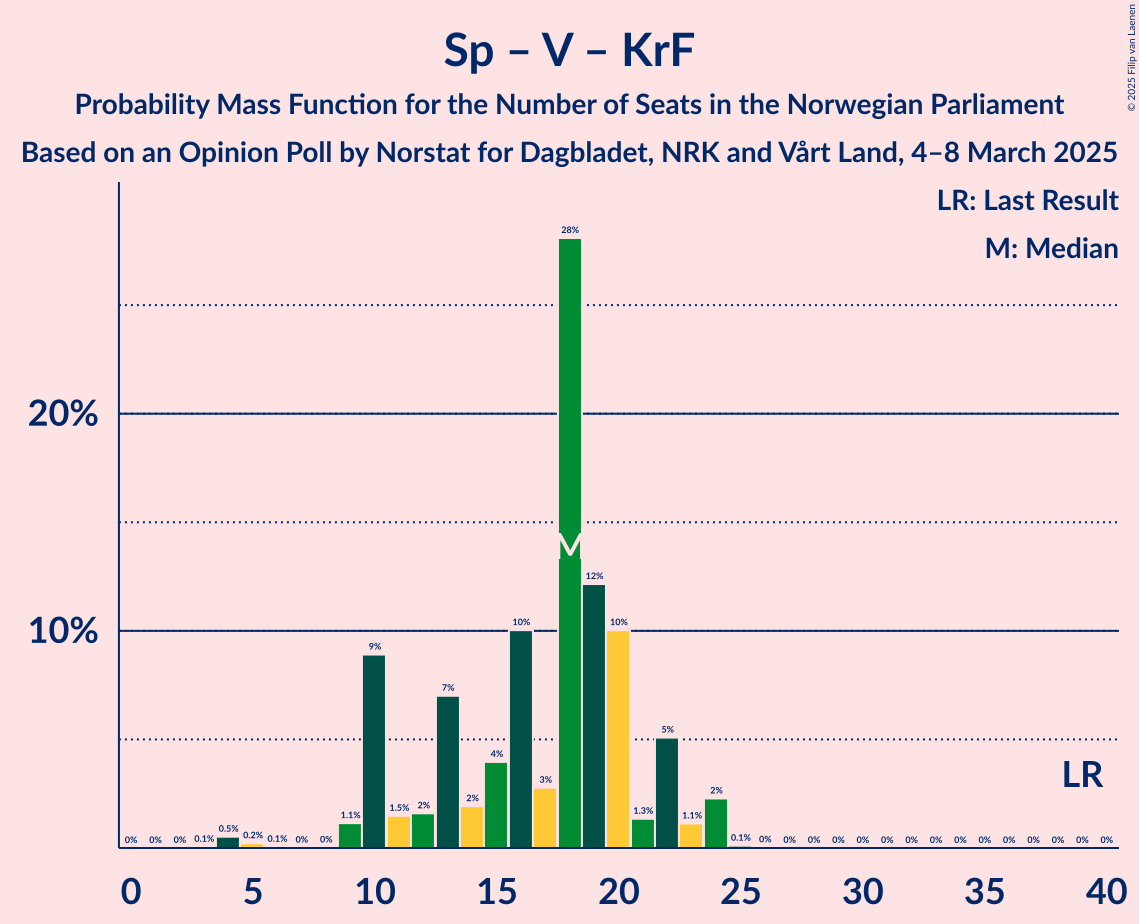 Sp – V – KrF
Probability Mass Function for the Number of Seats in the Norwegian Parliament
Based on an Opinion Poll by Norstat for Dagbladet, NRK and Vårt Land, 4–8 March 2025
© 2025 Filip van Laenen
LR: Last Result
M: Median
28%
20%
M
12%
10%
10% 10%
9%
7%
5%
4%
LR
3%
2% 2%
1.5% 2% 1.3%
1.1% 1.1%
0.5%
0% 0% 0% 0.1% 0.2% 0.1% 0% 0% 0.1% 0% 0% 0% 0% 0% 0% 0% 0% 0% 0% 0% 0% 0% 0% 0%
0 5 10 15 20 25 30 35 40